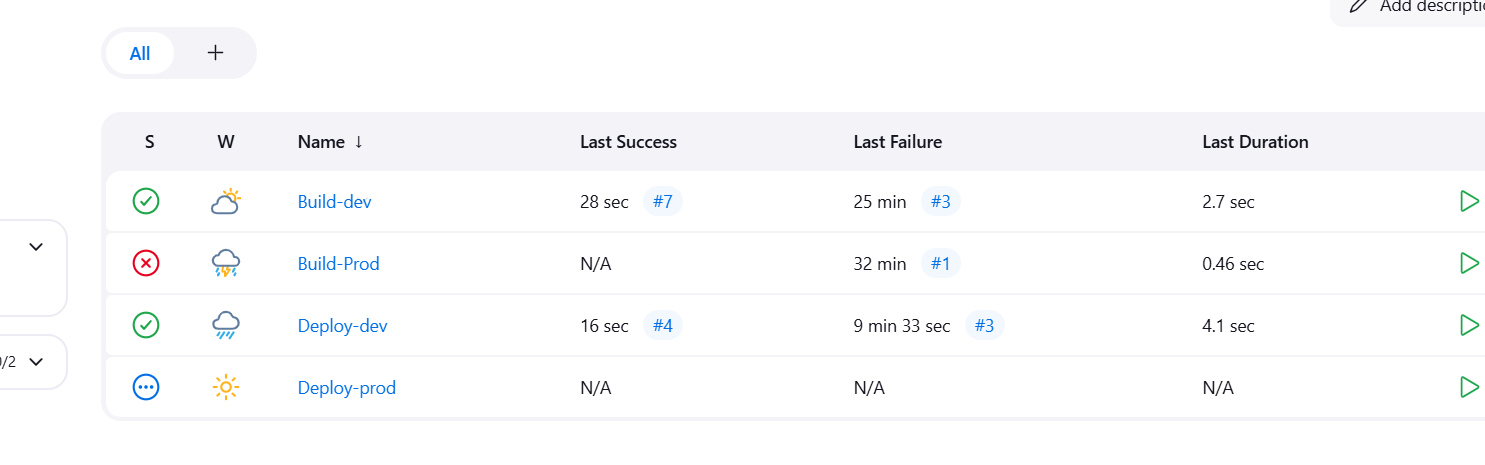 Add descripti
All +
S W Name ↓ Last Success Last Failure Last Duration
Build-dev 28 sec #7 25 min #3 2.7 sec
Build-Prod N/A 32 min #1 0.46 sec
Deploy-dev 16 sec #4 9 min 33 sec #3 4.1 sec
/2
Deploy-prod N/A N/A N/A